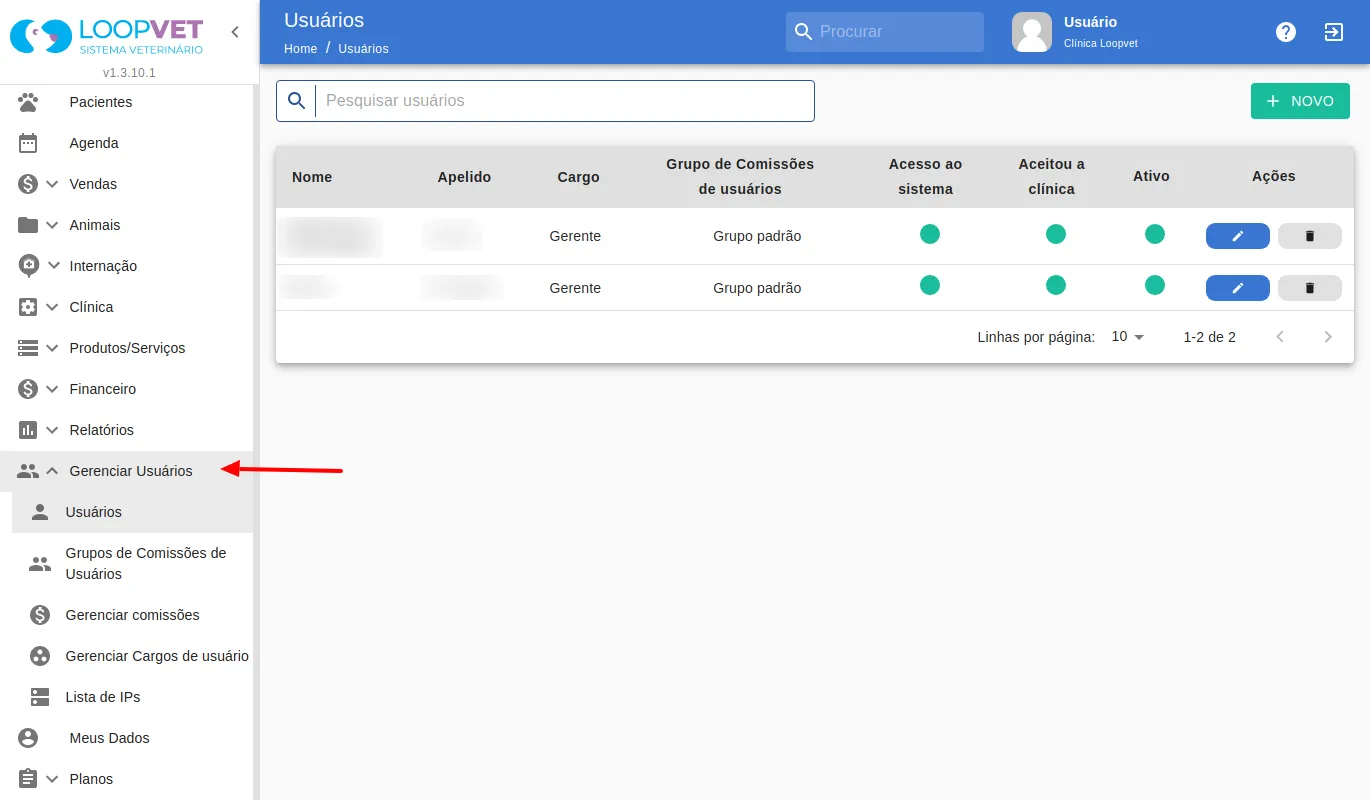 LOOPVET
SISTEMA VETERINÁRIO
v1.3.10.1
Pacientes
Agenda
Vendas
Animais
Internação
Clínica
Produtos/Serviços
Financeiro
Relatórios
Gerenciar Usuários
Usuários
Grupos de Comissões de
Usuários
Gerenciar comissões
Gerenciar Cargos de usuário
Lista de IPs
Meus Dados
Planos
Usuários
Home / Usuários
Procurar
Usuário
Clínica Loopvet
Pesquisar usuários
+ NOVO
Nome Apelido Cargo Grupo de Comissões de usuários Acesso ao sistema Aceitou a clínica Ativo Ações
Gerente Grupo padrão
Gerente Grupo padrão
Linhas por página: 10 1-2 de 2